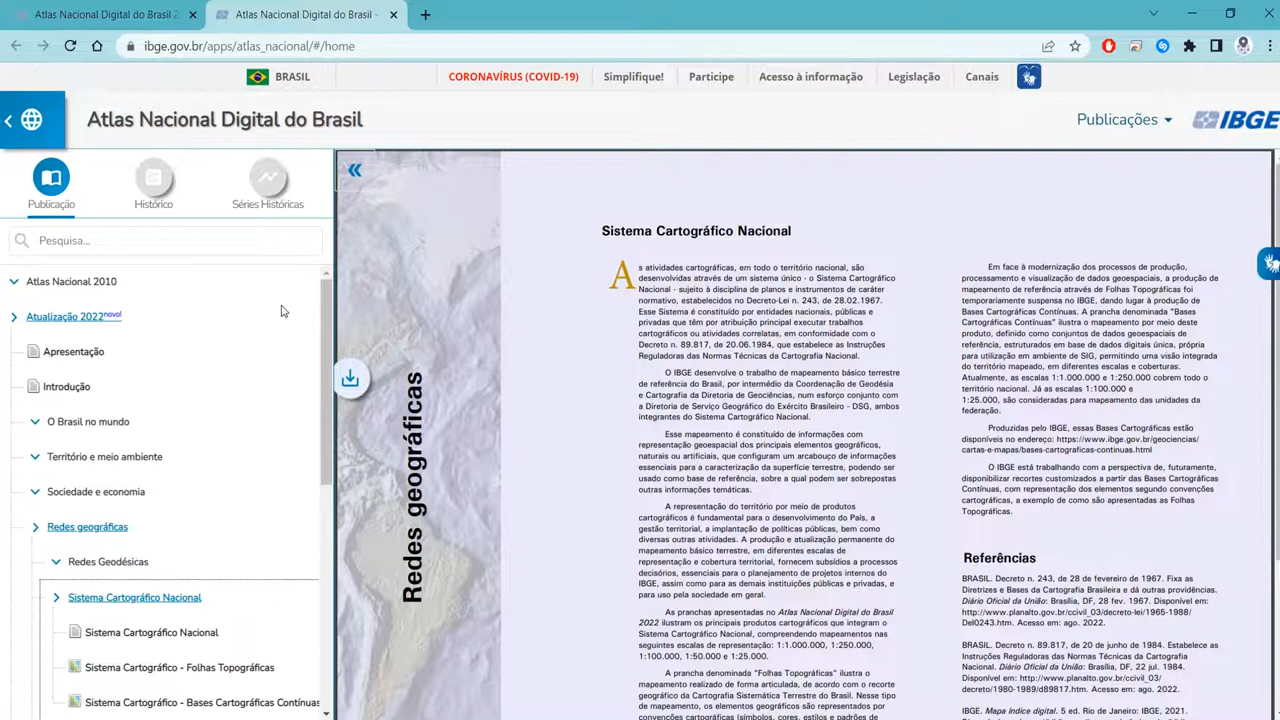 Atlas Nacional Digital do Brasil 2
Atlas Nacional Digital do Brasil -
ibge.gov.br/apps/atlas_nacional/#/home
BRASIL
CORONAVÍRUS (COVID-19)
Simplifique!
Participe
Acesso à informação
Legislação
Canais
Atlas Nacional Digital do Brasil
Publicações
IBGE
Publicação
Histórico
Séries Históricas
Pesquisa...
Atlas Nacional 2010
Atualização 2022novo!
Apresentação
Introdução
O Brasil no mundo
Território e meio ambiente
Sociedade e economia
Redes geográficas
Redes Geodésicas
Sistema Cartográfico Nacional
Sistema Cartográfico Nacional
Sistema Cartográfico - Folhas Topográficas
Sistema Cartográfico - Bases Cartográficas Contínuas
Redes geográficas
Sistema Cartográfico Nacional
As atividades cartográficas, em todo o território nacional, são
desenvolvidas através de um sistema único - o Sistema Cartográfico
Nacional - sujeito à disciplina de planos e instrumentos de caráter
normativo, estabelecidos no Decreto-Lei n. 243, de 28.02.1967.
Esse Sistema é constituído por entidades nacionais, públicas e
privadas que têm por atribuição principal executar trabalhos
cartográficos ou atividades correlatas, em conformidade com o
Decreto n. 89.817, de 20.06.1984, que estabelece as Instruções
Reguladoras das Normas Técnicas da Cartografia Nacional.
O IBGE desenvolve o trabalho de mapeamento básico terrestre
de referência do Brasil, por intermédio da Coordenação de Geodésia
e Cartografia da Diretoria de Geociências, num esforço conjunto com
a Diretoria de Serviço Geográfico do Exército Brasileiro - DSG, ambos
integrantes do Sistema Cartográfico Nacional.
Esse mapeamento é constituído de informações com
representação geoespacial dos principais elementos geográficos,
naturais ou artificiais, que configuram um arcabouço de informações
essenciais para a caracterização da superfície terrestre, podendo ser
usado como base de referência, sobre a qual podem ser sobrepostas
outras informações temáticas.
A representação do território por meio de produtos
cartográficos é fundamental para o desenvolvimento do País, a
gestão territorial, a implantação de políticas públicas, bem como
diversas outras atividades. A produção e atualização permanente do
mapeamento básico terrestre, em diferentes escalas de
representação e cobertura territorial, fornecem subsídios a processos
decisórios, essenciais para o planejamento de projetos internos do
IBGE, assim como para as demais instituições públicas e privadas, e
para uso pela sociedade em geral.
As pranchas apresentadas no Atlas Nacional Digital do Brasil
2022 ilustram os principais produtos cartográficos que integram o
Sistema Cartográfico Nacional, compreendendo mapeamentos nas
seguintes escalas de representação: 1:1.000.000, 1:250.000,
1:100.000, 1:50.000 e 1:25.000.
A prancha denominada "Folhas Topográficas" ilustra o
mapeamento realizado de forma articulada, de acordo com o recorte
geográfico da Cartografia Sistemática Terrestre do Brasil. Nesse tipo
de mapeamento, os elementos geográficos são representados por
convenções cartográficas (símbolos, cores, estilos e padrões de
Em face à modernização dos processos de produção,
processamento e visualização de dados geoespaciais, a produção de
mapeamento de referência através de Folhas Topográficas foi
temporariamente suspensa no IBGE, dando lugar à produção de
Bases Cartográficas Contínuas. A prancha denominada "Bases
Cartográficas Contínuas" ilustra o mapeamento por meio deste
produto, definido como conjuntos de dados geoespaciais de
referência, estruturados em base de dados digital única, própria
para utilização em ambiente de SIG, permitindo uma visão integrada
do território mapeado, em diferentes escalas e coberturas.
Atualmente, as escalas 1:1.000.000 e 1:250.000 cobrem todo o
território nacional. Já as escalas 1:100.000 e
1:25.000, são consideradas para mapeamento das unidades da
federação.
Produzidas pelo IBGE, essas Bases Cartográficas estão
disponíveis no endereço: https://www.ibge.gov.br/geociencias/
cartas-e-mapas/bases-cartograficas-continuas.html
O IBGE está trabalhando com a perspectiva de, futuramente,
disponibilizar recortes customizados a partir das Bases Cartográficas
Contínuas, com representação dos elementos segundo convenções
cartográficas, a exemplo de como são apresentadas as Folhas
Topográficas.
Referências
BRASIL. Decreto n. 243, de 28 de fevereiro de 1967. Fixa as
Diretrizes e Bases da Cartografia Brasileira e dá outras providências.
Diário Oficial da União: Brasília, DF, 28 fev. 1967. Disponível em:
http://www.planalto.gov.br/ccivil_03/decreto-lei/1965-1988/
Del0243.htm. Acesso em: ago. 2022.
BRASIL. Decreto n. 89.817, de 20 de junho de 1984. Estabelece as
Instruções Reguladoras das Normas Técnicas da Cartografia
Nacional. Diário Oficial da União: Brasília, DF, 22 jul. 1984.
Disponível em: http://www.planalto.gov.br/ccivil_03/
decreto/1980-1989/d89817.htm. Acesso em: ago. 2022.
IBGE. Mapa índice digital. 5 ed. Rio de Janeiro: IBGE, 2021.